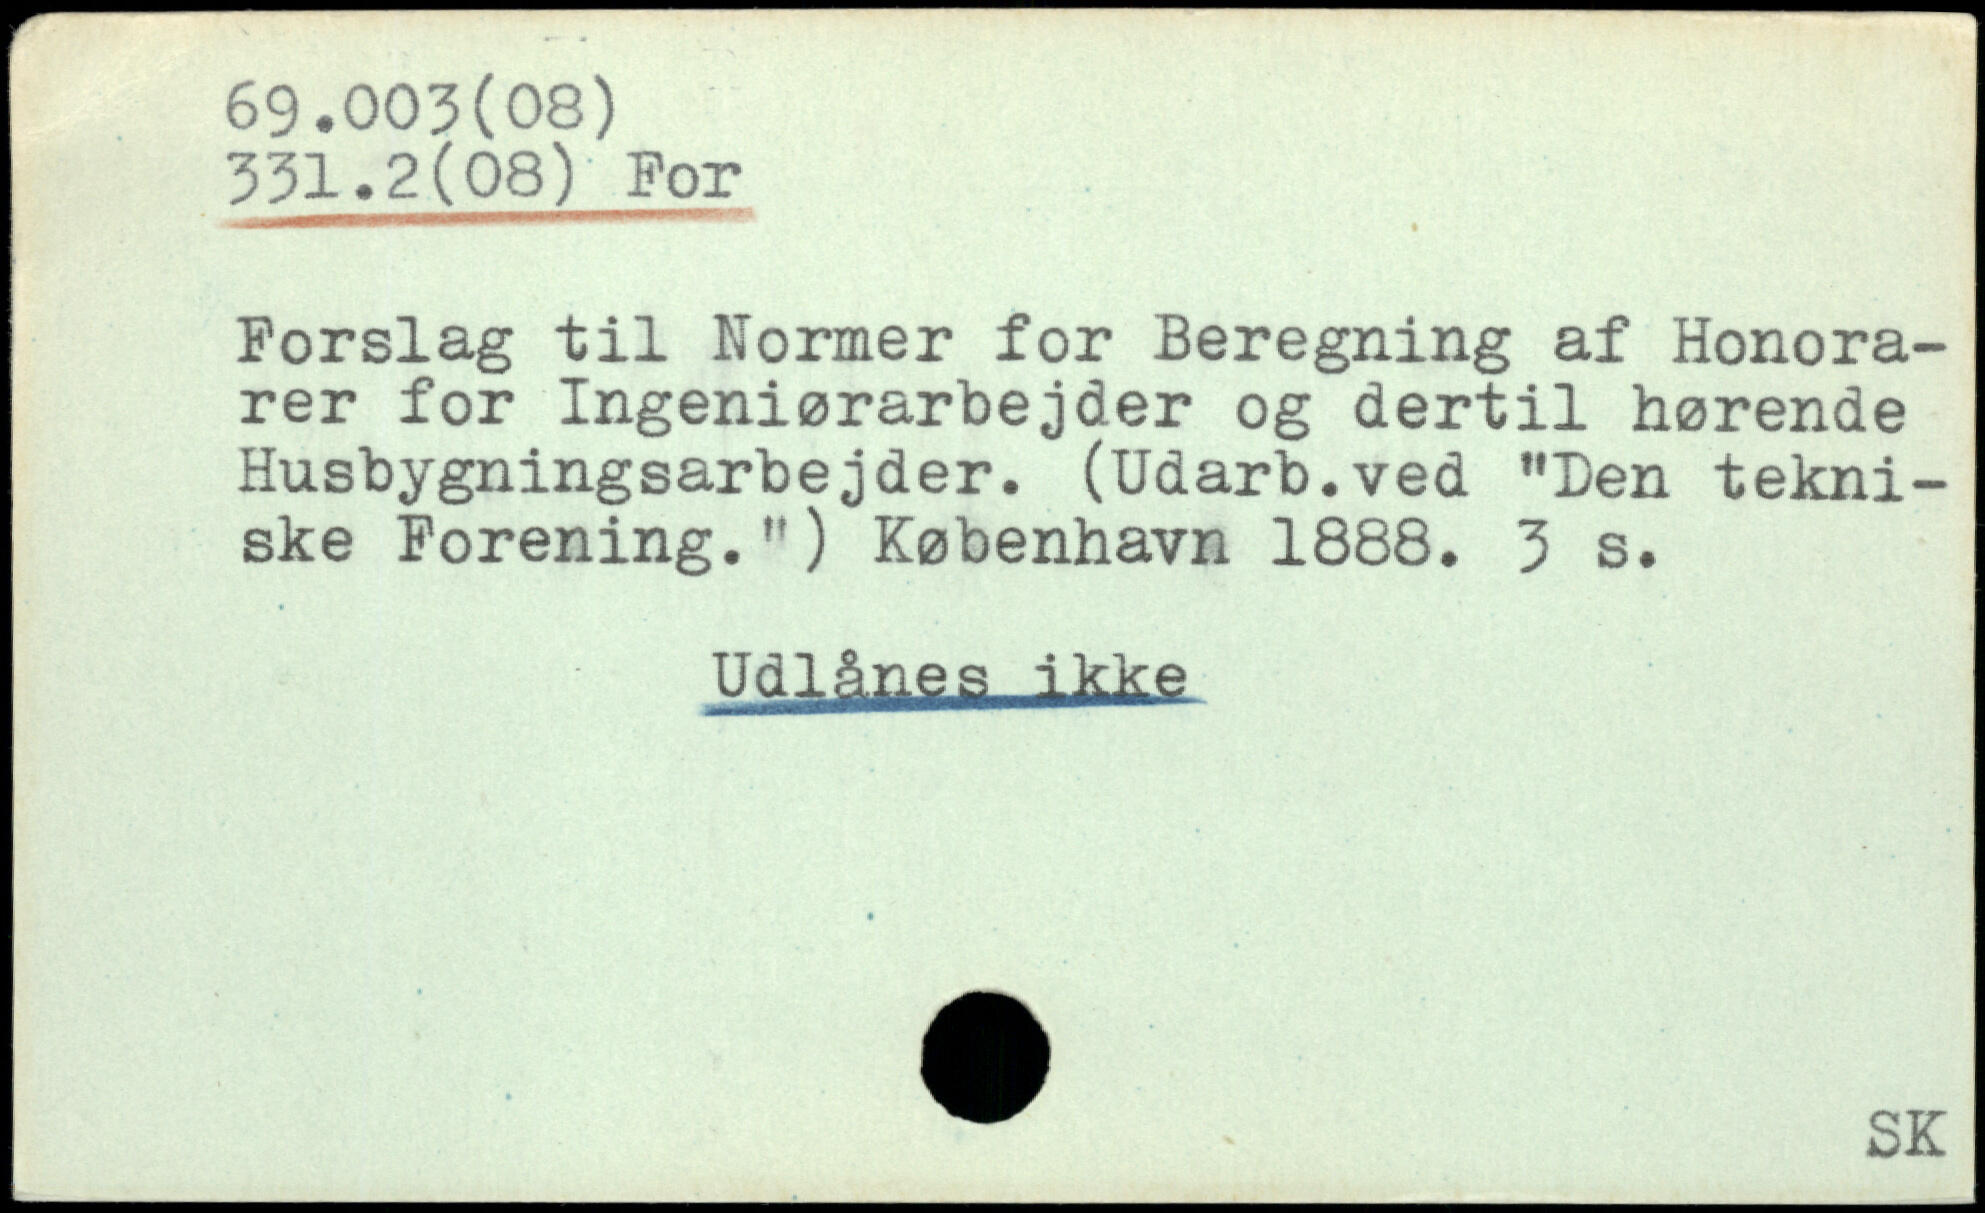 69.003(08)
331.2(08) For
Forslag til Normer for Beregning af Honora-
rer for Ingeniørarbejder og dertil hørende
Husbygningsarbejder. (Udarb.ved "Den tekni-
ske Forening.") København 1888. 3 s.
Udlånes ikke
SK